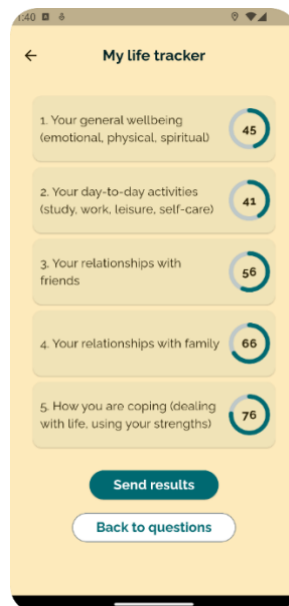 1:40
My life tracker
1. Your general wellbeing
(emotional, physical, spiritual)
45
2. Your day-to-day activities
(study, work, leisure, self-care)
41
3. Your relationships with
friends
56
4. Your relationships with family
66
5. How you are coping (dealing
with life, using your strengths)
76
Send results
Back to questions